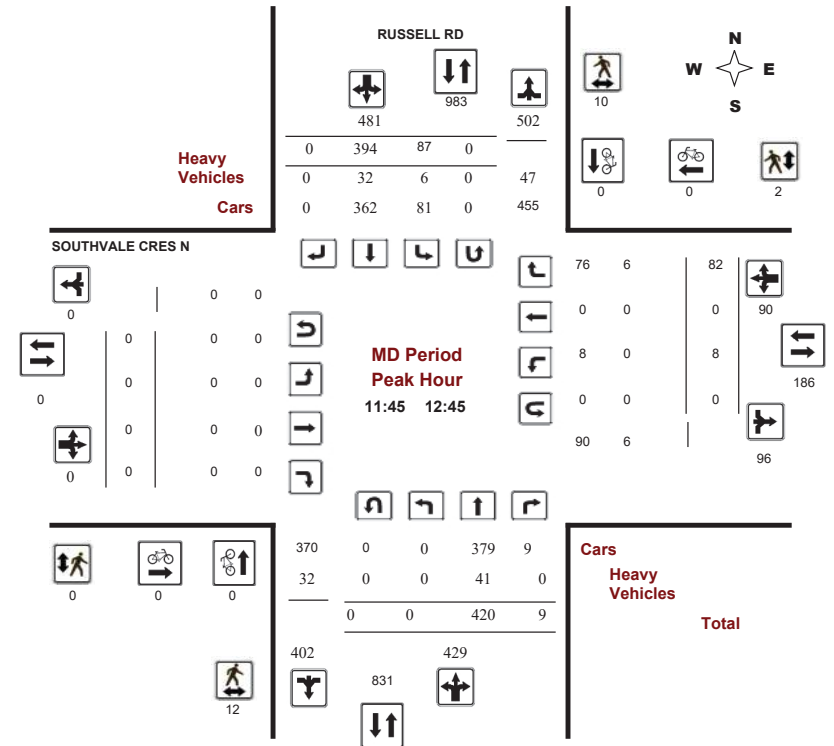 RUSSELL RD
N
W E
S
983
10
481 502
0 394 87 0
Heavy
Vehicles
0 32 6 0 47
Cars
0 362 81 0 455
0 0 2
SOUTHVALE CRES N
76 6 82
0 0 0
0 0 0 90
0 0 0
8 0 8
MD Period
Peak Hour
11:45 12:45
186
0 0 0
0
0 0 0
0 0 0
90 6
96
0
0 0 0
370 0 0 379 9
Cars
32 0 0 41 0
Heavy
Vehicles
0 0 0
0 0 420 9
Total
402 429
831
12